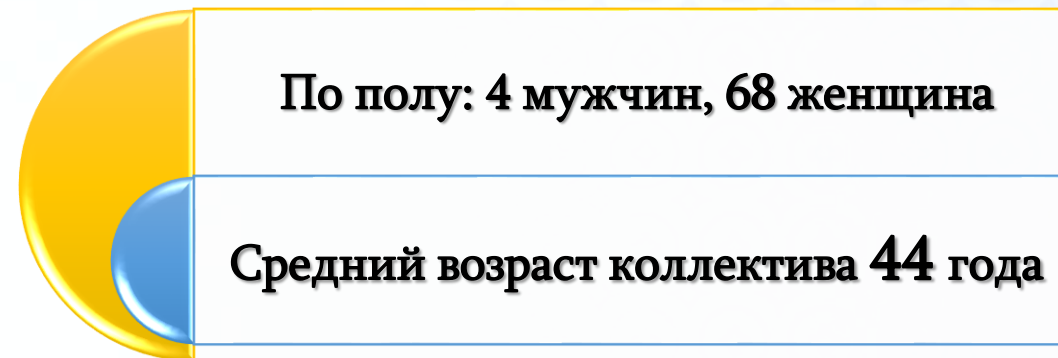 По полу: 4 мужчин, 68 женщина
Средний возраст коллектива 44 года